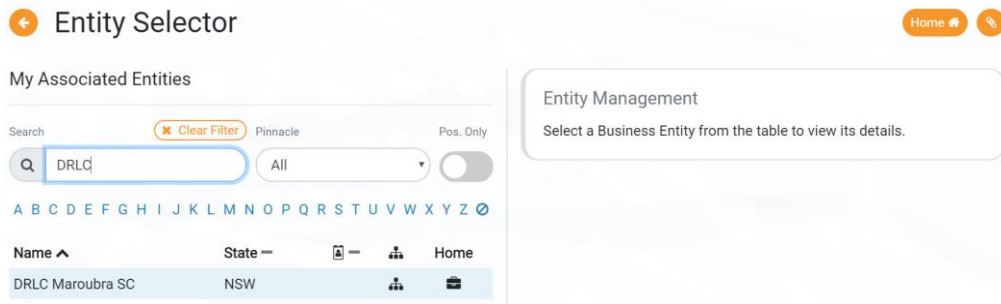 Entity Selector
Home
My Associated Entities
Entity Management
Select a Business Entity from the table to view its details.
Search
Clear Filter
Pinnacle
Pos. Only
DRLC
All
A B C D E F G H I J K L M N O P Q R S T U V W X Y Z
Name State Home
DRLC Maroubra SC NSW